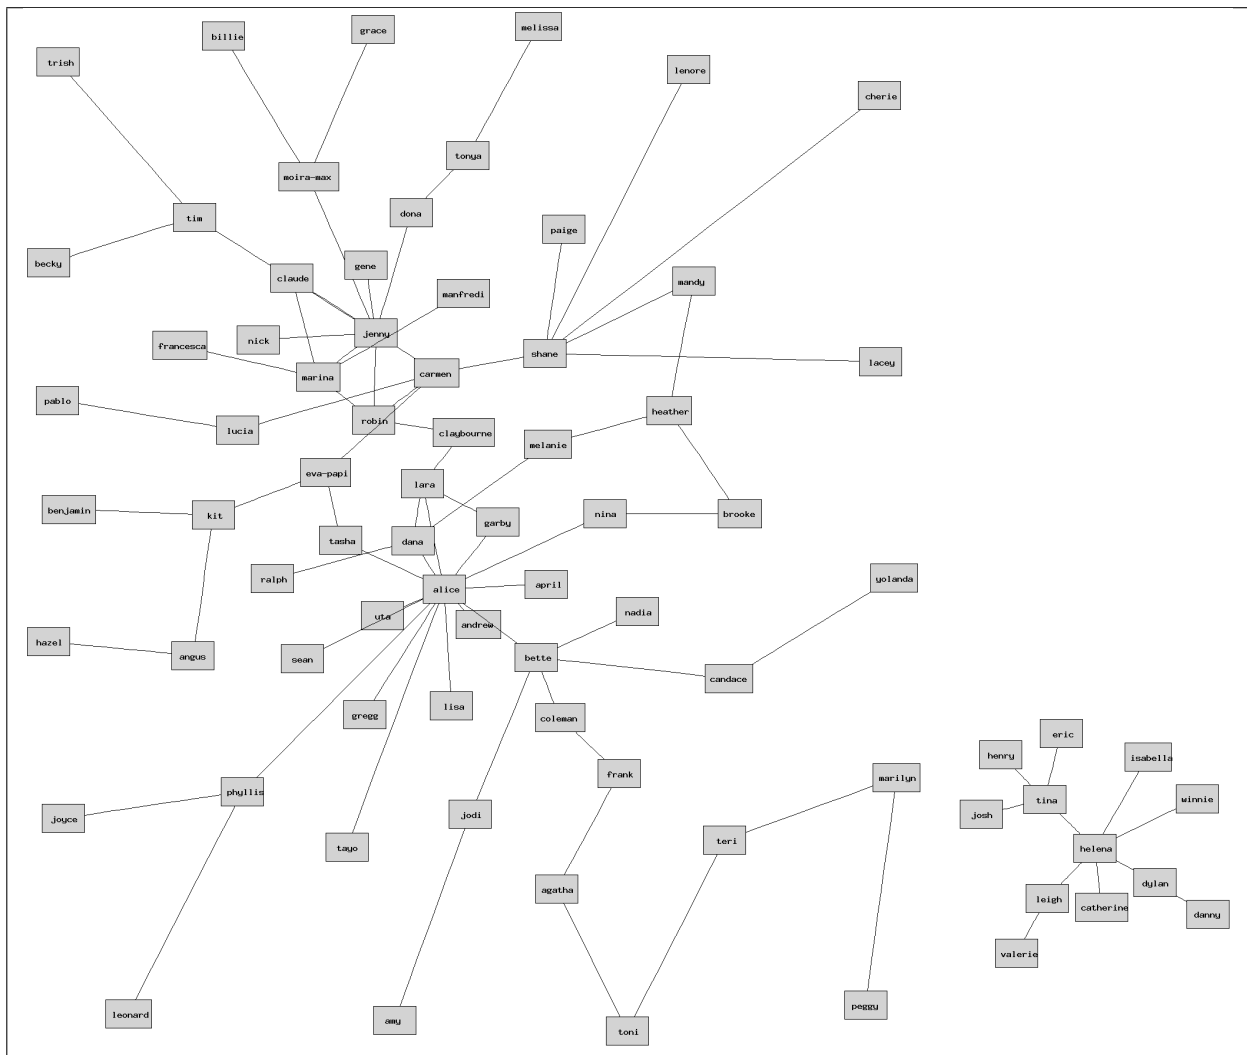 melissa
grace
billie
trish
lenore
cherie
tonya
moira-max
dona
tim
paige
becky
gene
claude
mandy
manfredi
jenny
nick
francesca
shane
lacey
carmen
marina
pablo
heather
robin
lucia
claybourne
melanie
eva-papi
lara
benjamin
kit
nina
brooke
garby
tasha
dana
ralph
yolanda
april
alice
nadia
uta
andrew
hazel
angus
sean
bette
candace
lisa
gregg
coleman
eric
henry
isabella
frank
marilyn
phyllis
tina
winnie
josh
joyce
jodi
teri
tayo
helena
dylan
agatha
leigh
catherine
danny
valerie
peggy
leonard
amy
toni